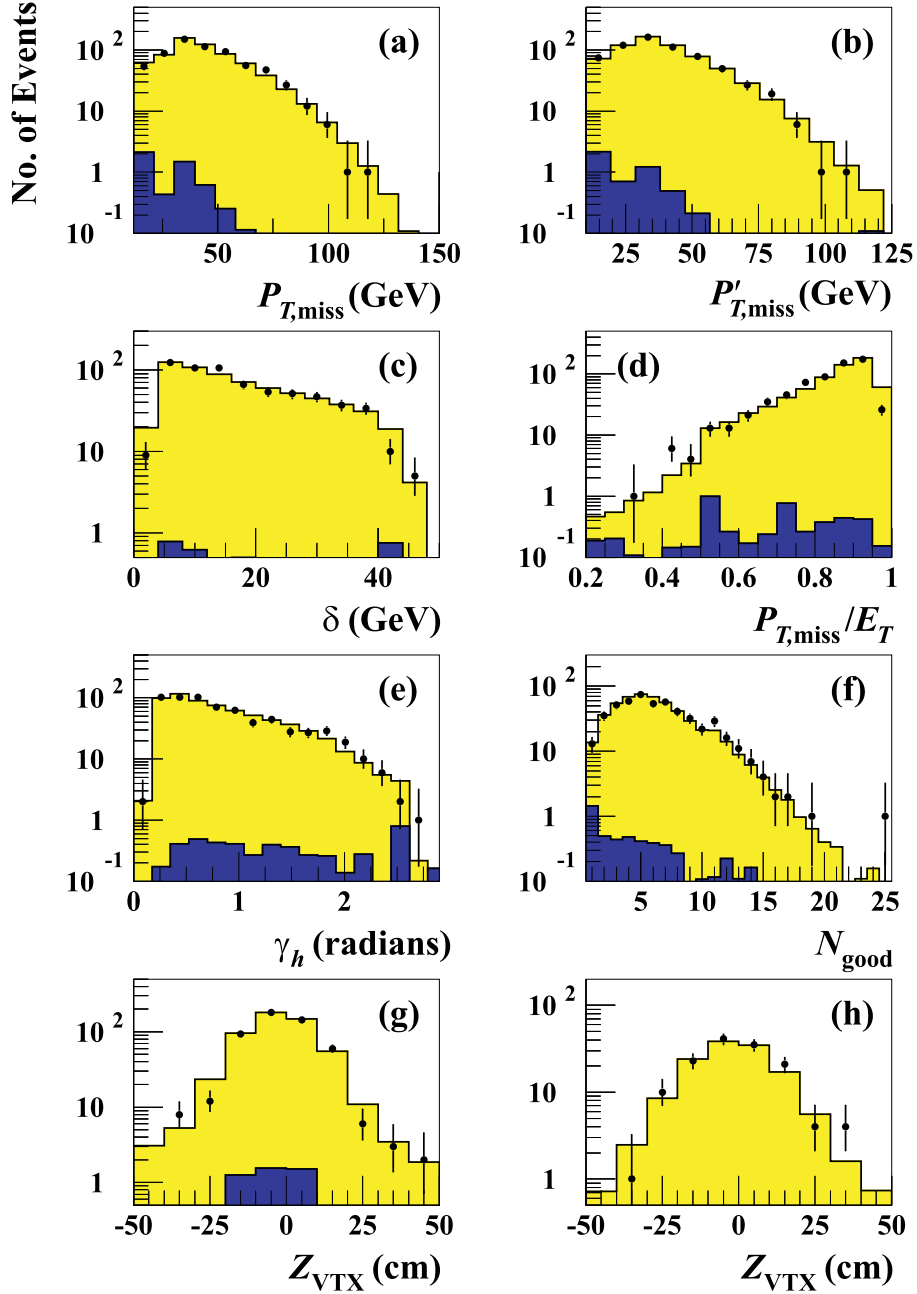 No. of Events
(a)
10 2
10
1
10 -1
50 100 150
P T,miss (GeV)
(b)
10 2
10
1
10 -1
25 50 75 100 125
P′ T,miss (GeV)
(c)
10 2
10
1
0 20 40
δ (GeV)
(d)
10 2
10
1
10 -1
0.2 0.4 0.6 0.8 1
P T,miss /E T
(e)
10 2
10
1
10 -1
0 1 2
γ h (radians)
(f)
10 2
10
1
10 -1
5 10 15 20 25
N good
(g)
10 2
10
1
-50 -25 0 25 50
Z VTX (cm)
(h)
10 2
10
1
-50 -25 0 25 50
Z VTX (cm)